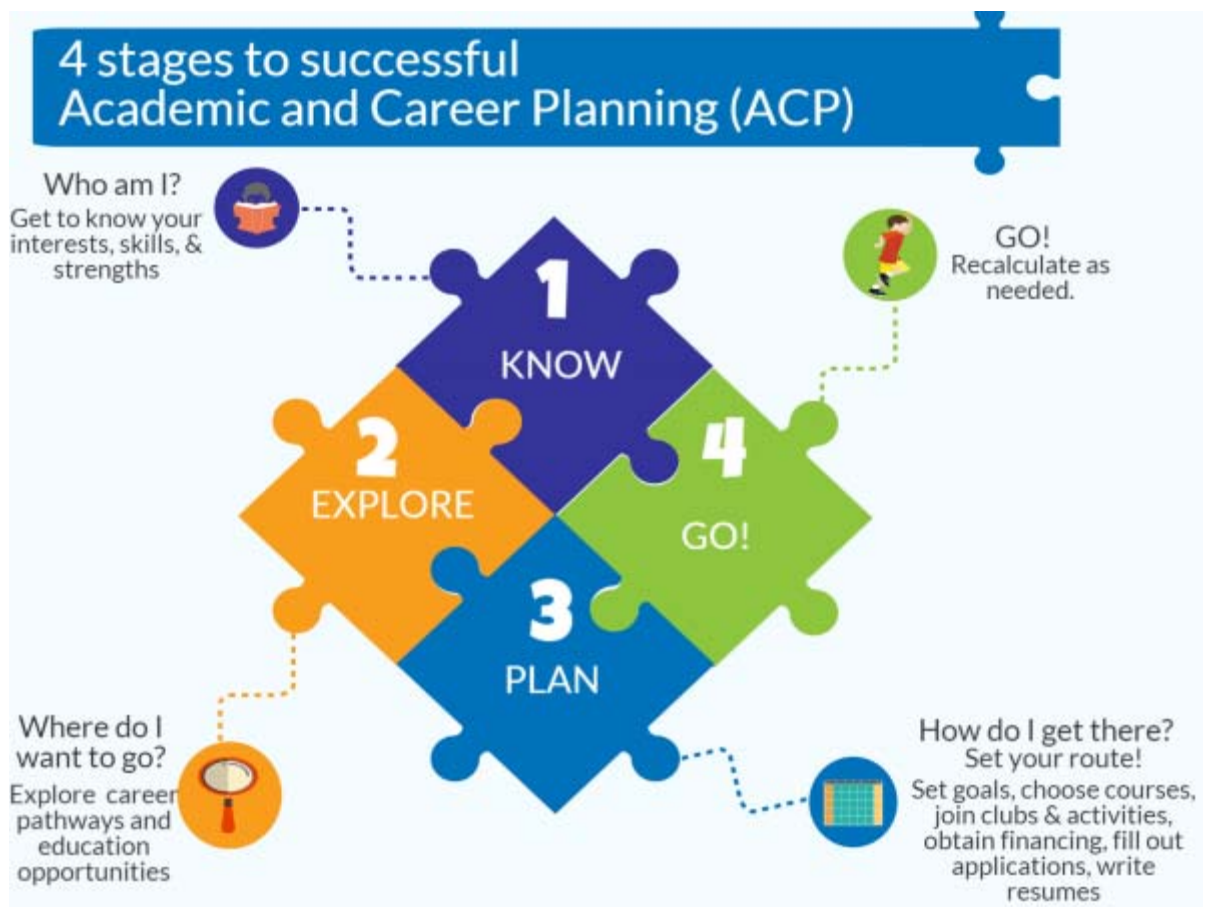 4 stages to successful
Academic and Career Planning (ACP)
Who am I?
Get to know your
interests, skills, &
strengths
GO!
Recalculate as
needed.
1
KNOW
2
EXPLORE
4
GO!
3
PLAN
Where do I
want to go?
Explore career
pathways and
education
opportunities
How do I get there?
Set your route!
Set goals, choose courses,
join clubs & activities,
obtain financing, fill out
applications, write
resumes